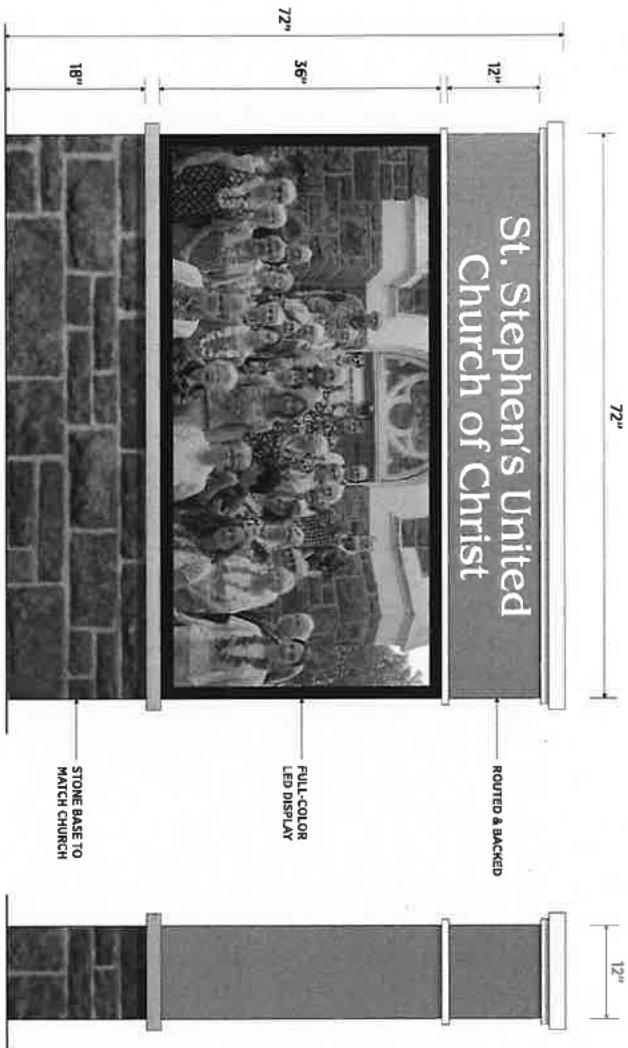 72"
St. Stephen's United
Church of Christ
72"
12"
36"
18"
ROUTED & BACKED
FULL-COLOR
LED DISPLAY
STONE BASE TO
MATCH CHURCH
12"